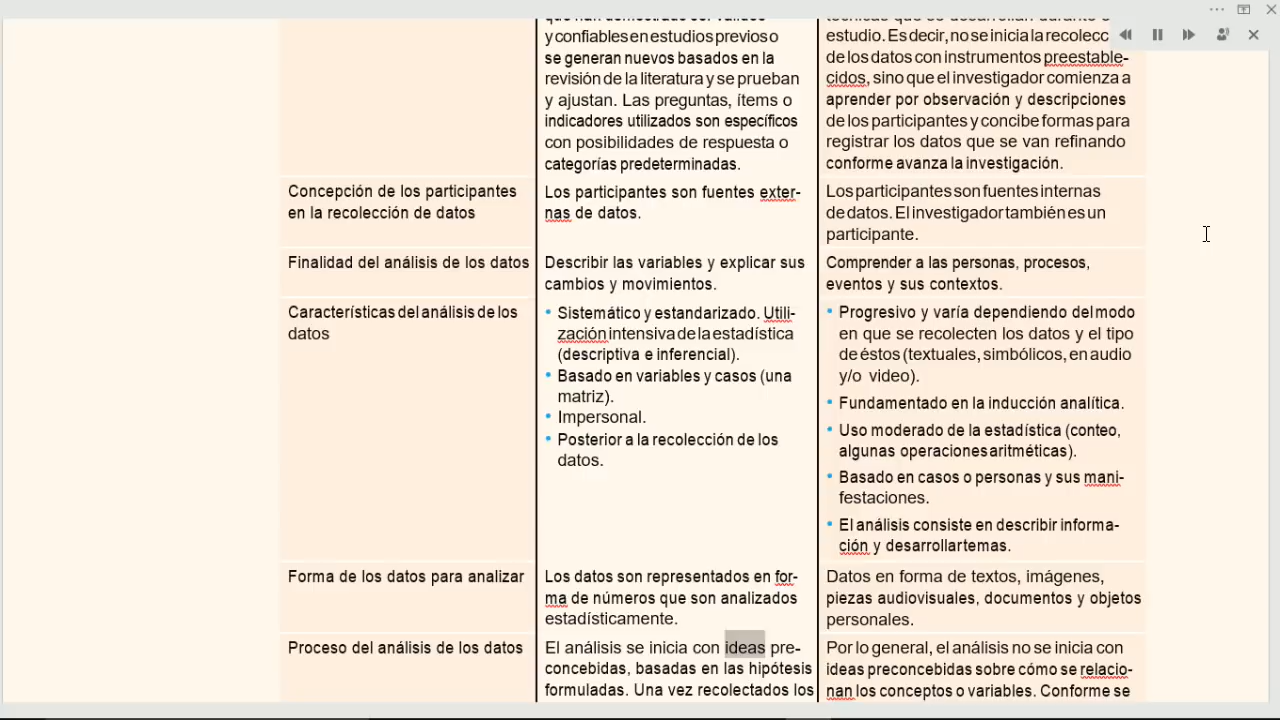 y confiables en estudios previos o
se generan nuevos basados en la
revisión de la literatura y se prueban
y ajustan. Las preguntas, ítems o
indicadores utilizados son específicos
con posibilidades de respuesta o
categorías predeterminadas.
estudio. Es decir, no se inicia la recolecc
de los datos con instrumentos preestable-
cidos, sino que el investigador comienza a
aprender por observación y descripciones
de los participantes y concibe formas para
registrar los datos que se van refinando
conforme avanza la investigación.
Concepción de los participantes
en la recolección de datos
Los participantes son fuentes exter-
nas de datos.
Los participantes son fuentes internas
de datos. El investigador también es un
participante.
Finalidad del análisis de los datos
Describir las variables y explicar sus
cambios y movimientos.
Comprender a las personas, procesos,
eventos y sus contextos.
Características del análisis de los
datos
• Sistemático y estandarizado. Utili-
zación intensiva de la estadística
(descriptiva e inferencial).
• Basado en variables y casos (una
matriz).
• Impersonal.
• Posterior a la recolección de los
datos.
• Progresivo y varía dependiendo del modo
en que se recolecten los datos y el tipo
de éstos (textuales, simbólicos, en audio
y/o video).
• Fundamentado en la inducción analítica.
• Uso moderado de la estadística (conteo,
algunas operaciones aritméticas).
• Basado en casos o personas y sus mani-
festaciones.
• El análisis consiste en describir informa-
ción y desarrollar temas.
Forma de los datos para analizar
Los datos son representados en for-
ma de números que son analizados
estadísticamente.
Datos en forma de textos, imágenes,
piezas audiovisuales, documentos y objetos
personales.
Proceso del análisis de los datos
El análisis se inicia con ideas pre-
concebidas, basadas en las hipótesis
formuladas. Una vez recolectados los
Por lo general, el análisis no se inicia con
ideas preconcebidas sobre cómo se relacio-
nan los conceptos o variables. Conforme se